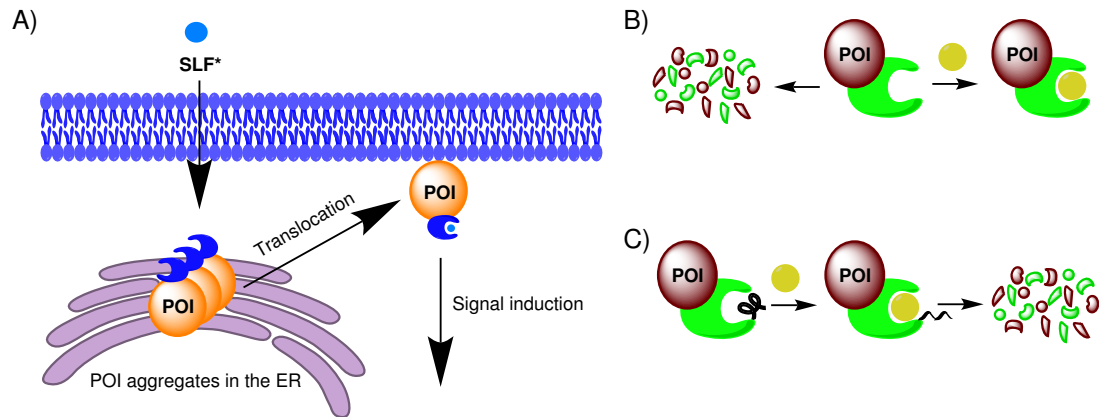 A)
SLF*
POI
Translocation
Signal induction
POI
POI aggregates in the ER
B)
POI
POI
C)
POI
POI